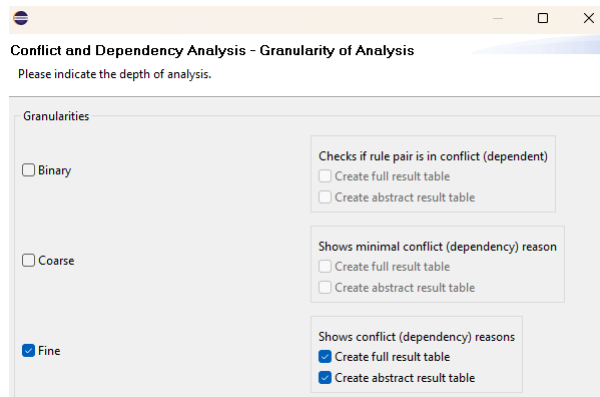 Conflict and Dependency Analysis - Granularity of Analysis
Please indicate the depth of analysis.
Granularities
Binary
Checks if rule pair is in conflict (dependent)
Create full result table
Create abstract result table
Coarse
Shows minimal conflict (dependency) reason
Create full result table
Create abstract result table
Fine
Shows conflict (dependency) reasons
Create full result table
Create abstract result table